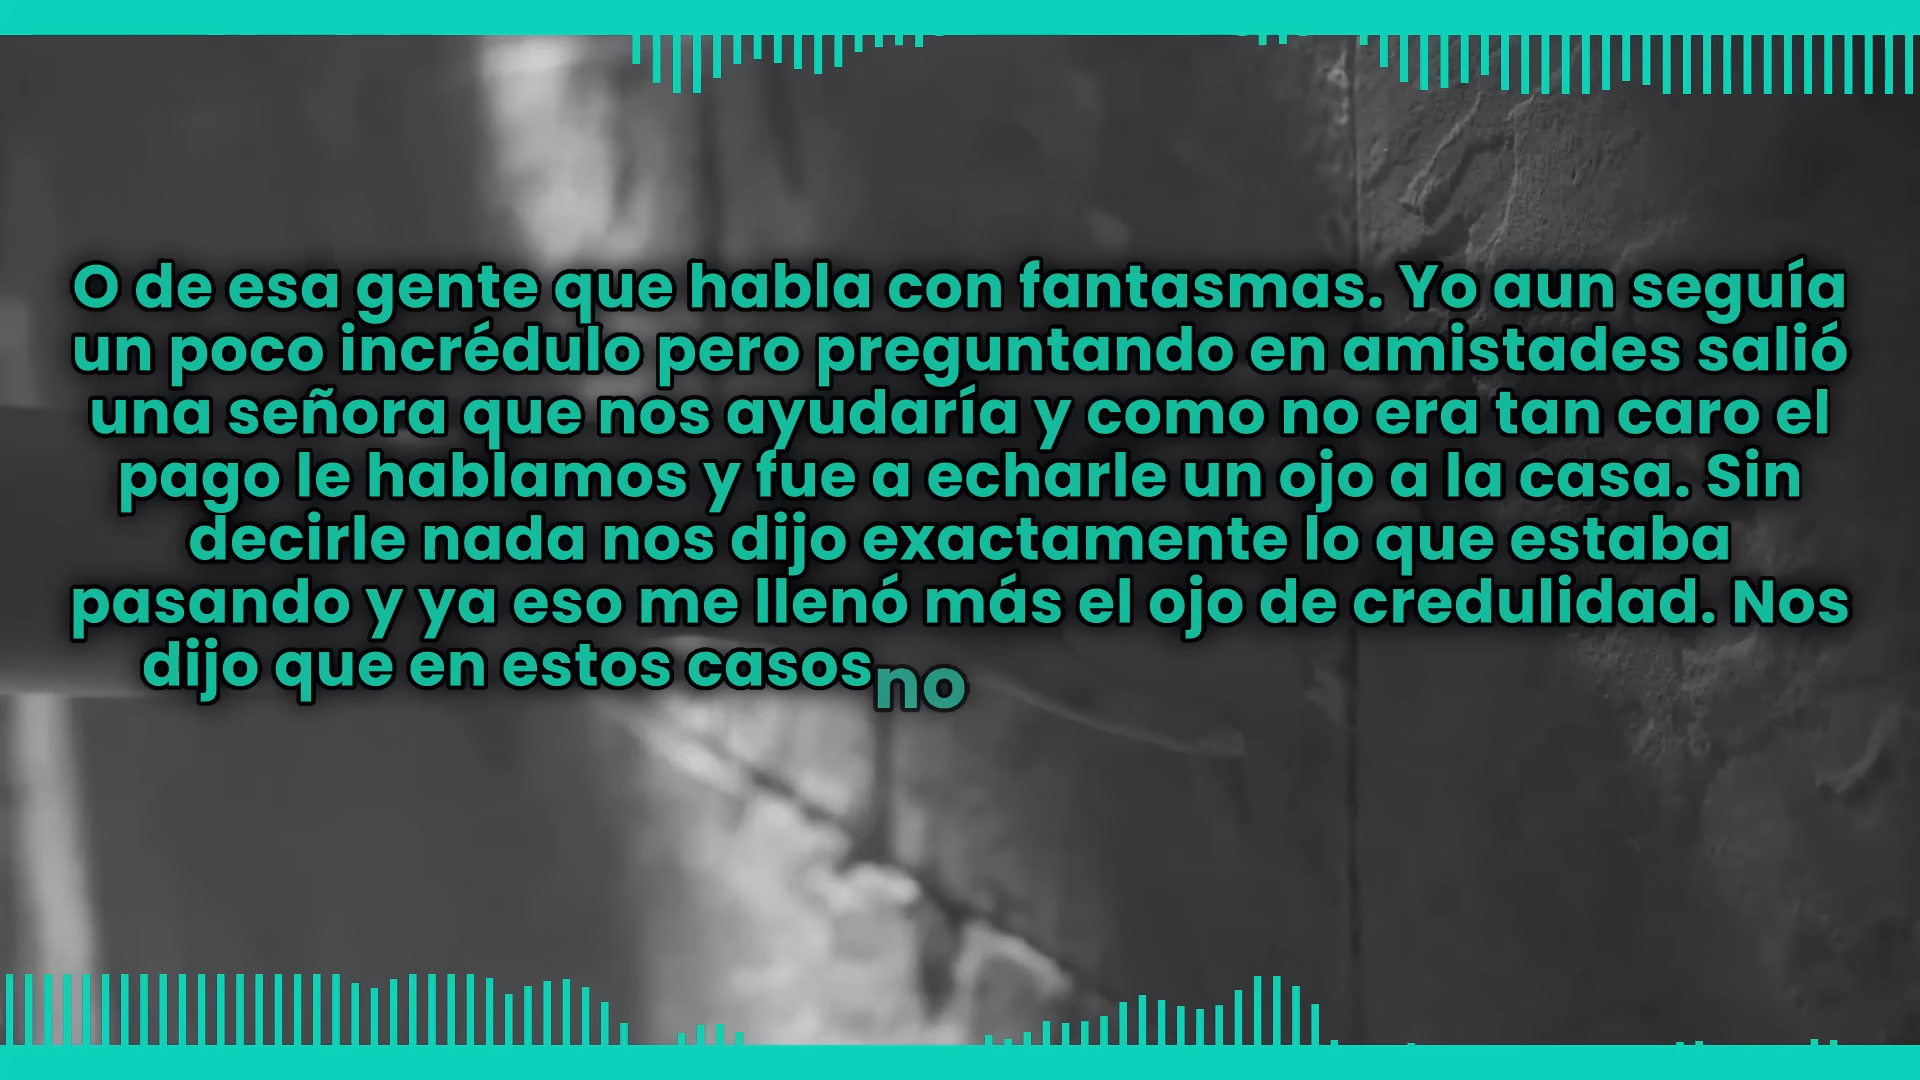 O de esa gente que habla con fantasmas. Yo aun seguía
un poco incrédulo pero preguntando en amistades salió
una señora que nos ayudaría y como no era tan caro el
pago le hablamos y fue a echarle un ojo a la casa. Sin
decirle nada nos dijo exactamente lo que estaba
pasando y ya eso me llenó más el ojo de credulidad. Nos
dijo que en estos casos no